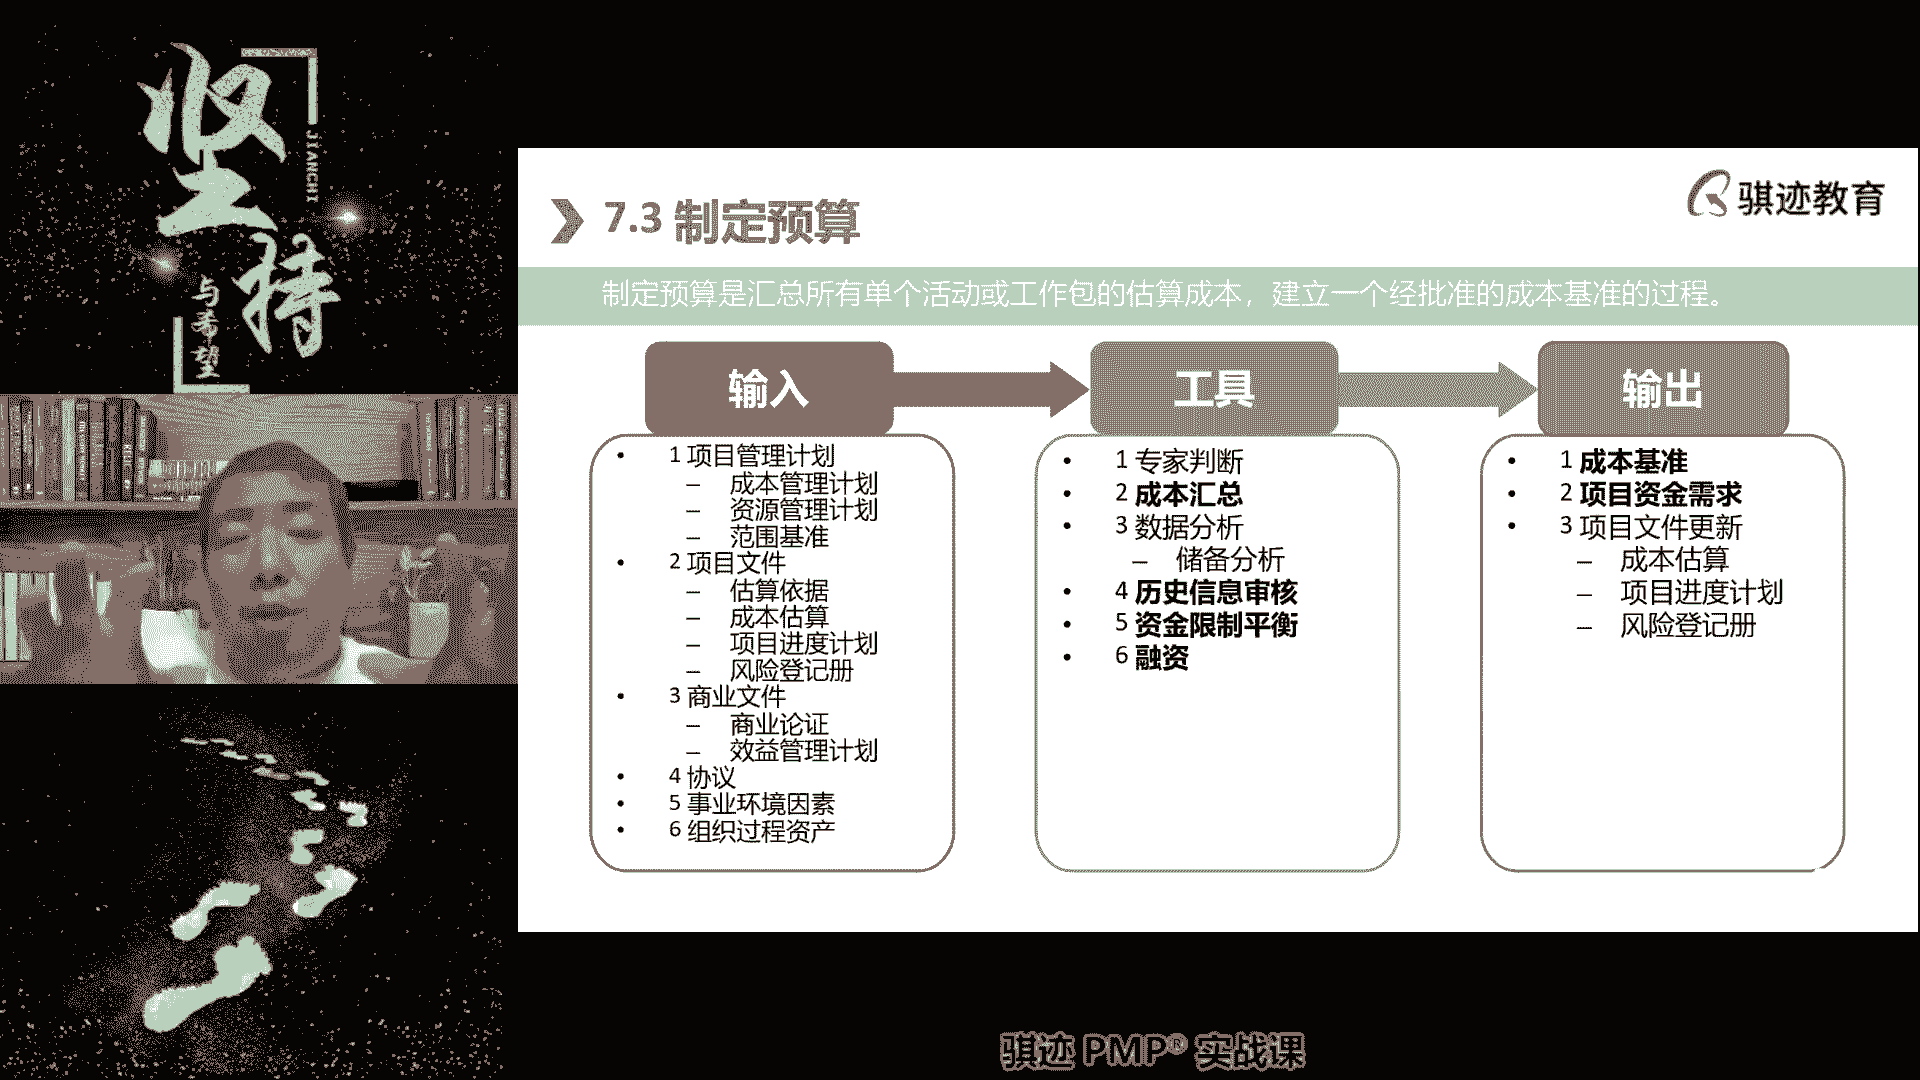 坚持
JIANCHI
与希望
骐迹教育
7.3 制定预算
制定预算是汇总所有单个活动或工作包的估算成本，建立一个经批准的成本基准的过程。
输入
• 1 项目管理计划
– 成本管理计划
– 资源管理计划
– 范围基准
• 2 项目文件
– 估算依据
– 成本估算
– 项目进度计划
– 风险登记册
• 3 商业文件
– 商业论证
– 效益管理计划
• 4 协议
• 5 事业环境因素
• 6 组织过程资产
工具
• 1 专家判断
• 2 成本汇总
• 3 数据分析
– 储备分析
• 4 历史信息审核
• 5 资金限制平衡
• 6 融资
输出
• 1 成本基准
• 2 项目资金需求
• 3 项目文件更新
– 成本估算
– 项目进度计划
– 风险登记册
骐迹 PMP® 实战课